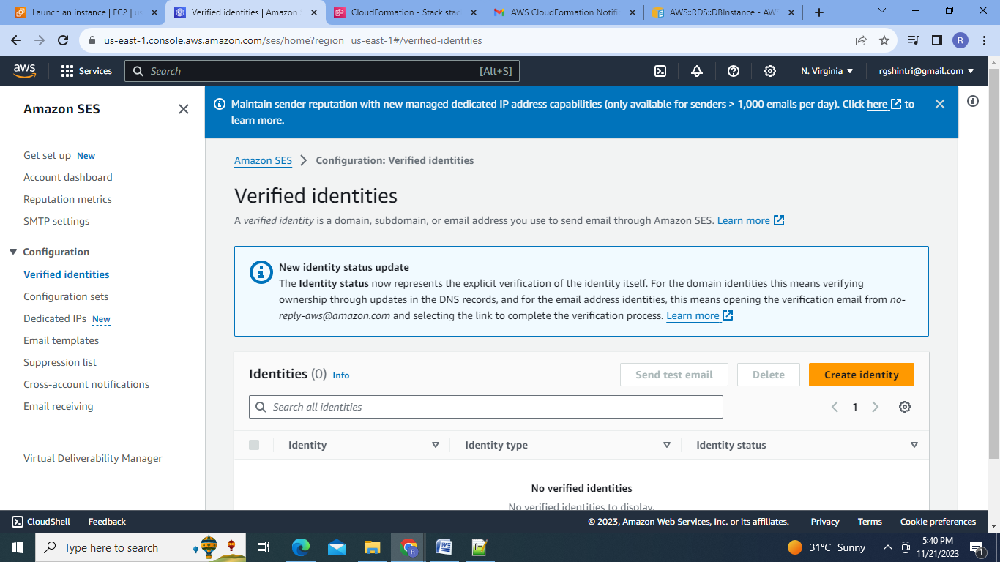 Launch an instance | EC2 | us
Verified identities | Amazon S
CloudFormation - Stack stac
AWS CloudFormation Notifi
AWS::RDS::DBInstance - AWS
us-east-1.console.aws.amazon.com/ses/home?region=us-east-1#/verified-identities
R
aws
Services
Search
[Alt+S]
N. Virginia
rgshintri@gmail.com
Amazon SES
Get set up New
Account dashboard
Reputation metrics
SMTP settings
Configuration
Verified identities
Configuration sets
Dedicated IPs New
Email templates
Suppression list
Cross-account notifications
Email receiving
Virtual Deliverability Manager
Maintain sender reputation with new managed dedicated IP address capabilities (only available for senders > 1,000 emails per day). Click here to
learn more.
Amazon SES > Configuration: Verified identities
Verified identities
A verified identity is a domain, subdomain, or email address you use to send email through Amazon SES. Learn more
New identity status update
The Identity status now represents the explicit verification of the identity itself. For the domain identities this means verifying
ownership through updates in the DNS records, and for the email address identities, this means opening the verification email from no-
reply-aws@amazon.com and selecting the link to complete the verification process. Learn more
Identities (0) Info
Send test email
Delete
Create identity
Search all identities
1
Identity
Identity type
Identity status
No verified identities
No verified identities to display.
CloudShell
Feedback
© 2023, Amazon Web Services, Inc. or its affiliates.
Privacy
Terms
Cookie preferences
Type here to search
31°C Sunny
5:40 PM
11/21/2023
1